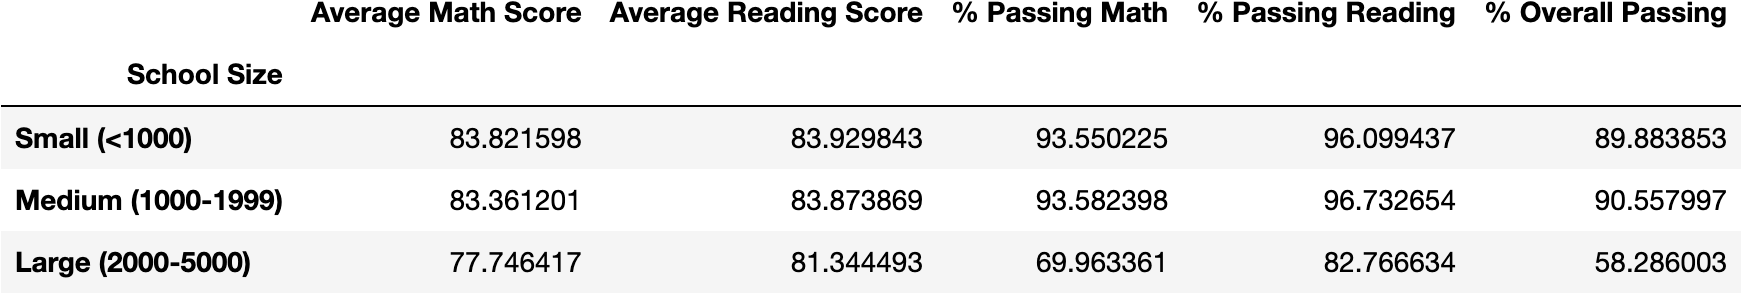 Average Math Score Average Reading Score % Passing Math % Passing Reading % Overall Passing
School Size
Small (<1000) 83.821598 83.929843 93.550225 96.099437 89.883853
Medium (1000-1999) 83.361201 83.873869 93.582398 96.732654 90.557997
Large (2000-5000) 77.746417 81.344493 69.963361 82.766634 58.286003